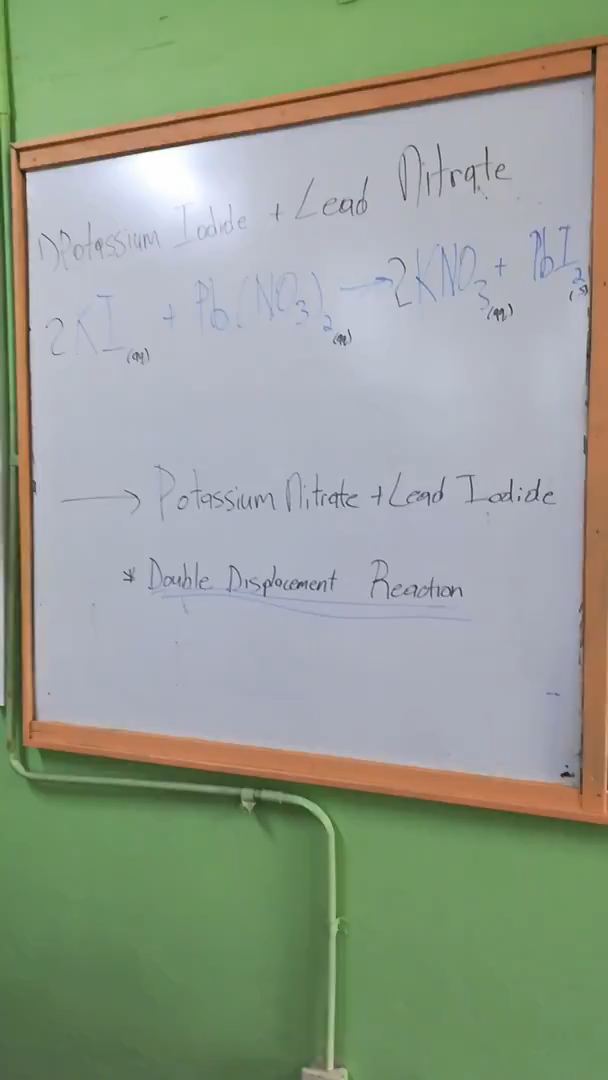 1) Potassium Iodide + Lead Nitrate
2KI(aq) + Pb(NO3)2(aq) → 2KNO3(aq) + PbI2(s)
→ Potassium Nitrate + Lead Iodide
* Double Displacement Reaction